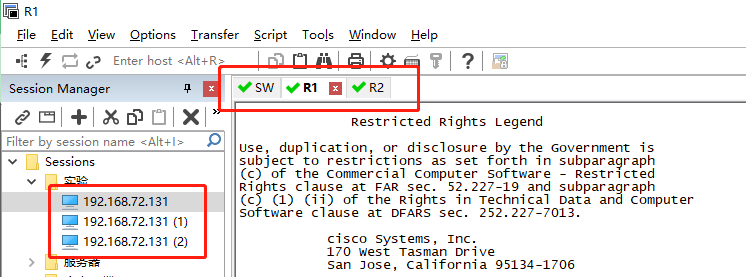 R1
File Edit View Options Transfer Script Tools Window Help
Enter host <Alt+R>
Session Manager
SW R1 R2
Filter by session name <Alt+I>
Sessions
实验
192.168.72.131
192.168.72.131 (1)
192.168.72.131 (2)
服务器
Restricted Rights Legend
Use, duplication, or disclosure by the Government is
subject to restrictions as set forth in subparagraph
(c) of the Commercial Computer Software - Restricted
Rights clause at FAR sec. 52.227-19 and subparagraph
(c) (1) (ii) of the Rights in Technical Data and Computer
Software clause at DFARS sec. 252.227-7013.
cisco Systems, Inc.
170 West Tasman Drive
San Jose, California 95134-1706